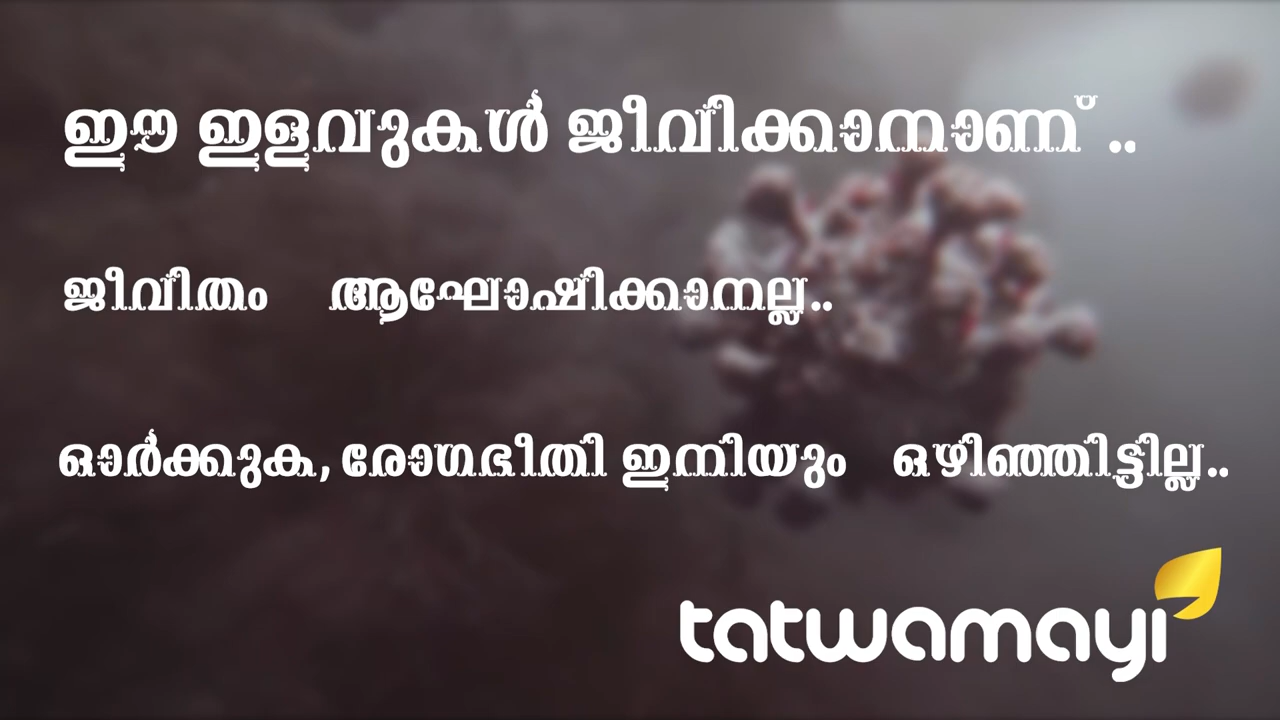 ഈ ഇളവുകൾ ജീവിക്കാനാണ് ..
ജീവിതം ആഘോഷിക്കാനല്ല..
ഓർക്കുക, രോഗഭീതി ഇനിയും ഒഴിഞ്ഞിട്ടില്ല..
tatwamayi